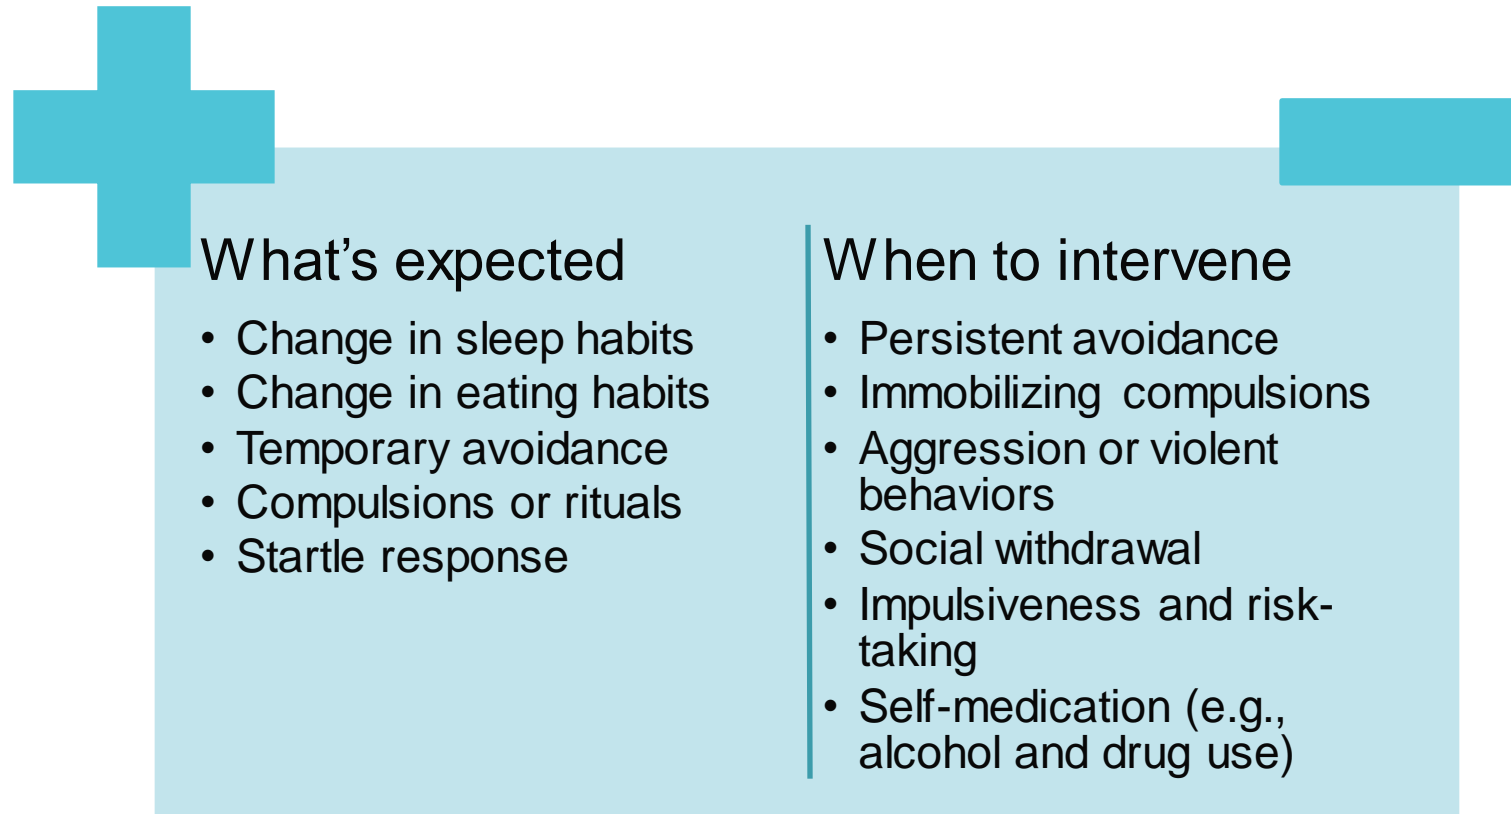 What’s expected
• Change in sleep habits
• Change in eating habits
• Temporary avoidance
• Compulsions or rituals
• Startle response
When to intervene
• Persistent avoidance
• Immobilizing compulsions
• Aggression or violent
behaviors
• Social withdrawal
• Impulsiveness and risk-
taking
• Self-medication (e.g.,
alcohol and drug use)